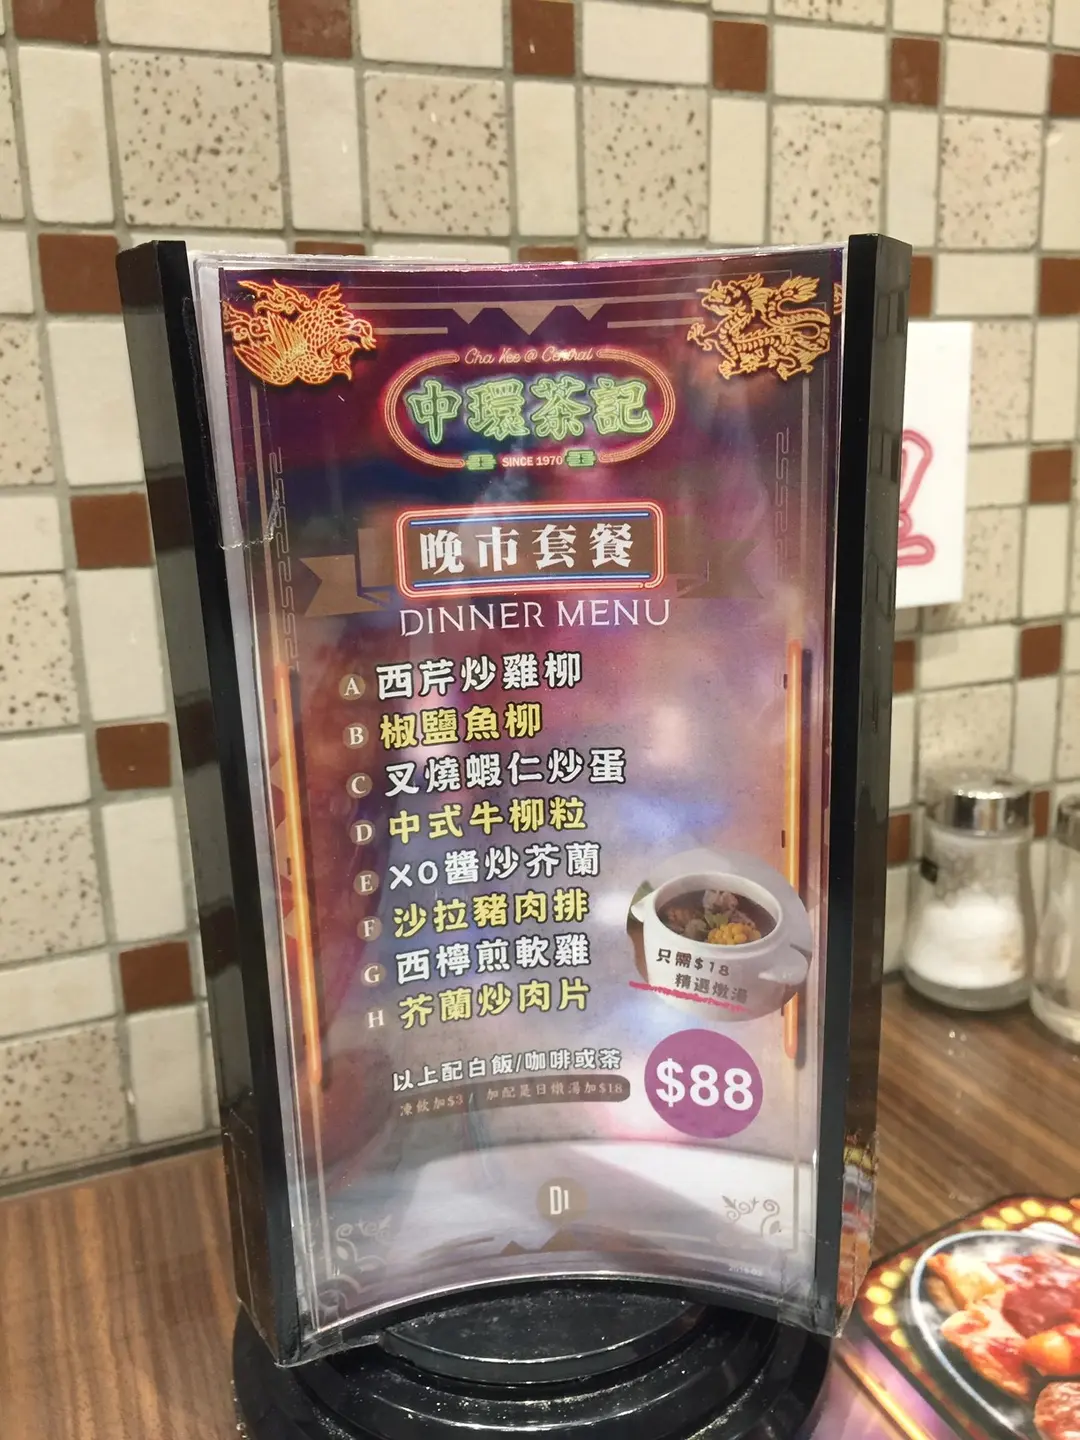 Cha Kee @ Central
中環茶記
SINCE 1970
晚市套餐
DINNER MENU
A 西芹炒雞柳
B 椒鹽魚柳
C 叉燒蝦仁炒蛋
D 中式牛柳粒
E XO醬炒芥蘭
F 沙拉豬肉排
G 西檸煎軟雞
H 芥蘭炒肉片
只需$18
精選燉湯
以上配白飯/咖啡或茶
凍飲加$3 / 加配是日燉湯加$18
$88
D1